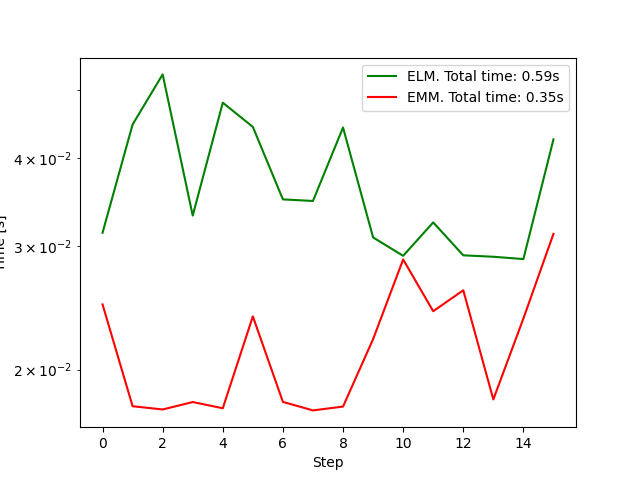 ELM. Total time: 0.59s
EMM. Total time: 0.35s
4 × 10⁻²
3 × 10⁻²
2 × 10⁻²
Time [s]
0 2 4 6 8 10 12 14
Step